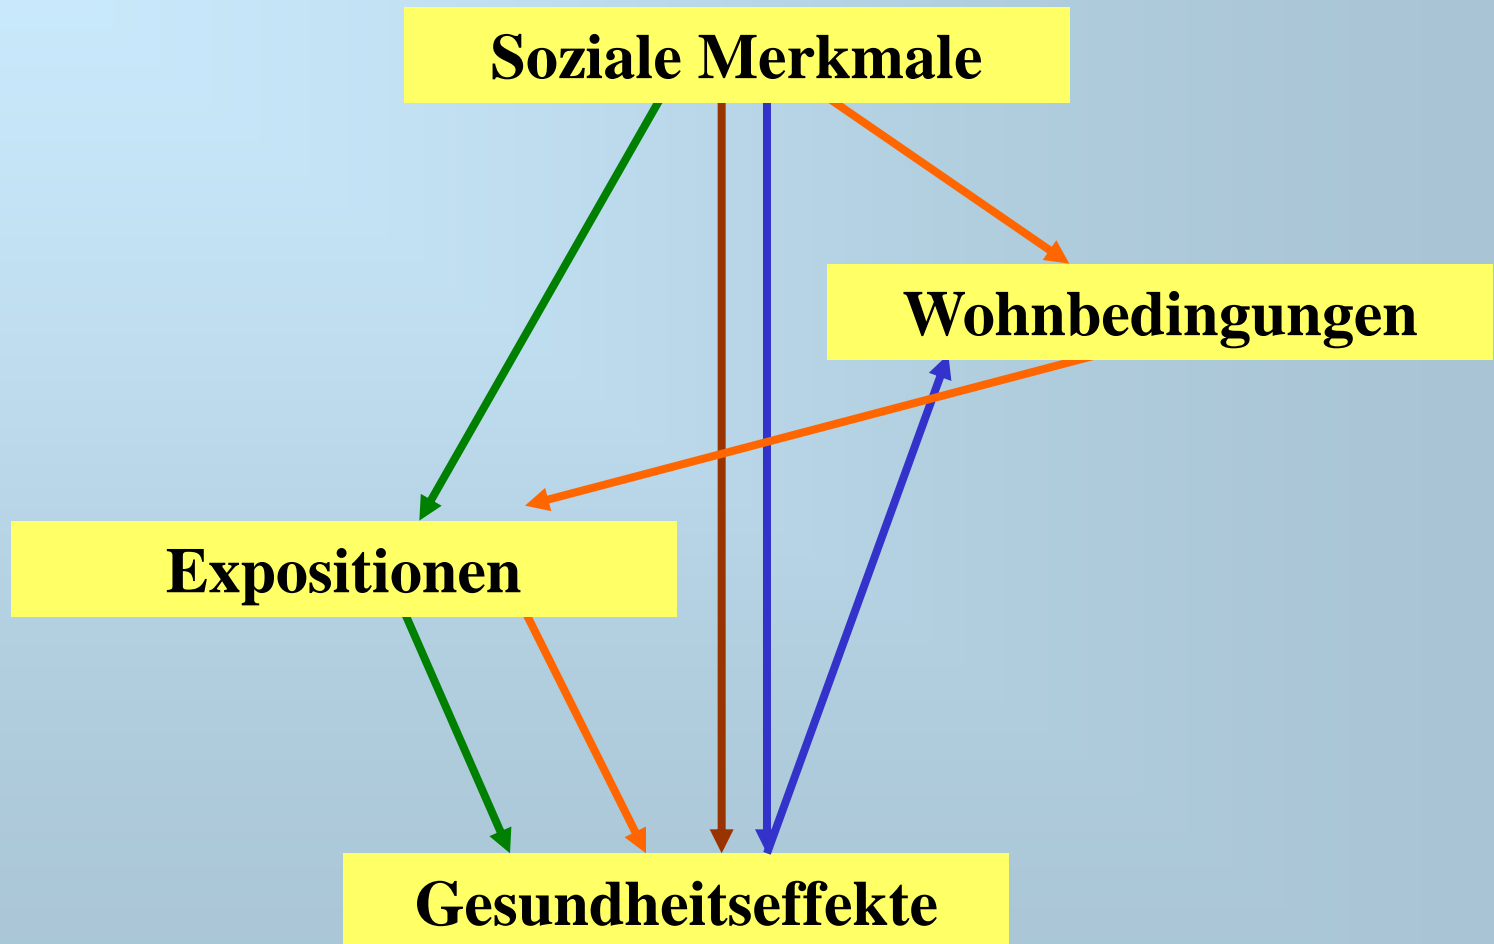 Soziale Merkmale
Wohnbedingungen
Expositionen
Gesundheitseffekte